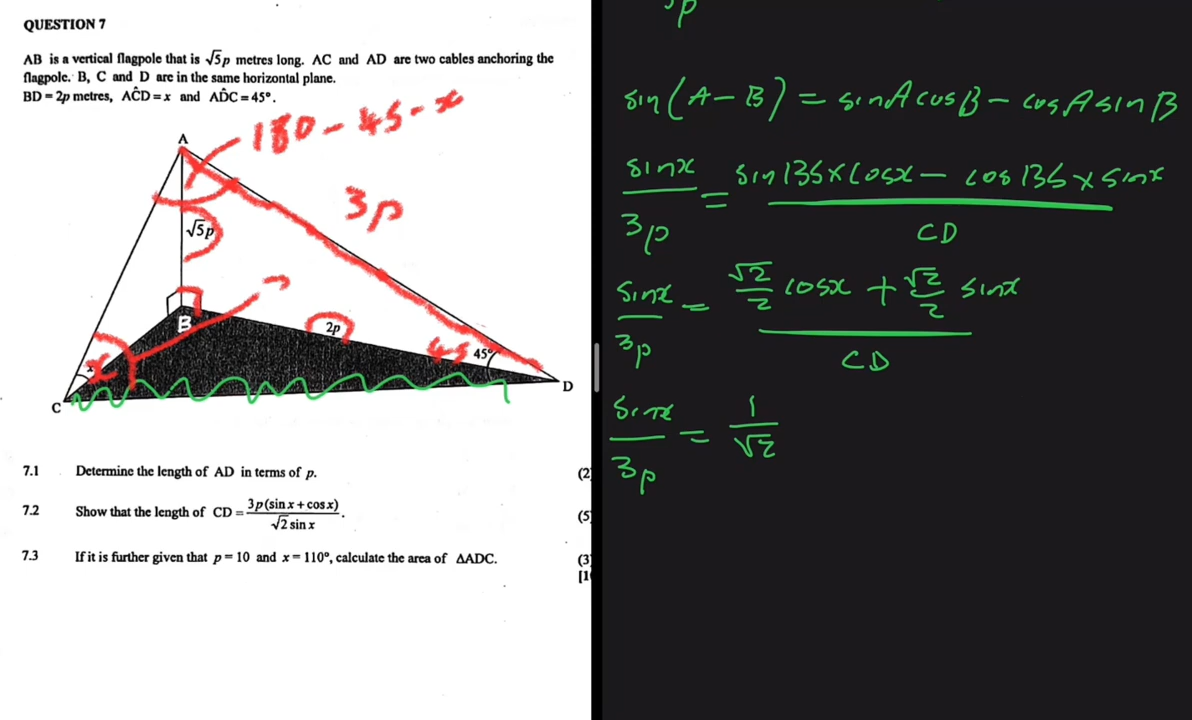 QUESTION 7
AB is a vertical flagpole that is √5p metres long. AC and AD are two cables anchoring the
flagpole. B, C and D are in the same horizontal plane.
BD = 2p metres, AĈD = x and AD̂C = 45°.
180 - 45 - x
A
3p
√5p
?
B
2p
45
45°
x
x
C
D
7.1 Determine the length of AD in terms of p. (2
7.2 Show that the length of CD = 3p(sin x + cos x) / √2 sin x . (5
7.3 If it is further given that p = 10 and x = 110°, calculate the area of ΔADC. (3
[1
3p
sin(A - B) = sinA cosB - cosA sinB
sinx / 3p = sin135 x cosx - cos135 x sinx / CD
sinx / 3p = √2/2 cosx + √2/2 sinx / CD
sinx / 3p = 1/√2